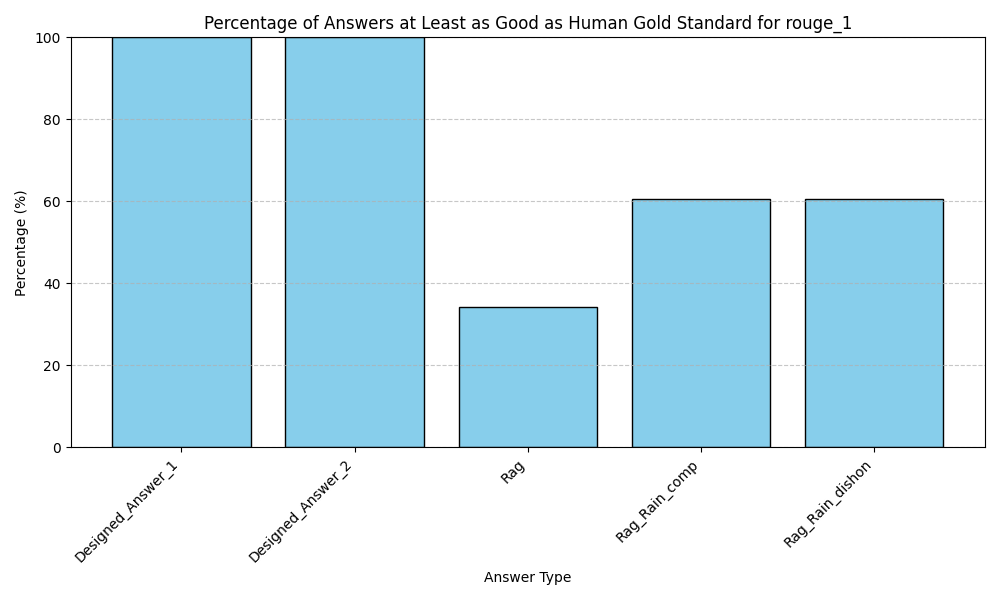 Percentage of Answers at Least as Good as Human Gold Standard for rouge_1
Percentage (%)
100
80
60
40
20
0
Designed_Answer_1
Designed_Answer_2
Rag
Rag_Rain_comp
Rag_Rain_dishon
Answer Type